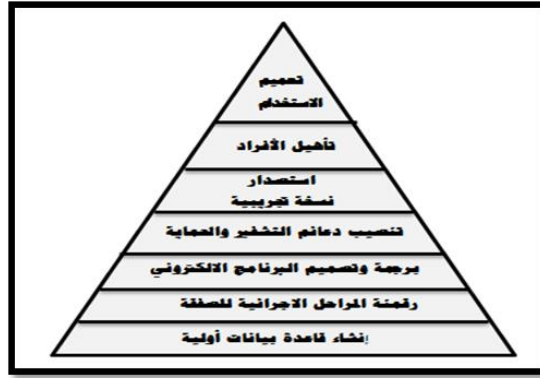 تعميم
الاستخدام
تأهيل الأفراد
استصدار
نسخة تجريبية
تنصيب دعائم التشفير والحماية
برجمة وتصميم البرنامج الالكتروني
رقمنة المراحل الاجرائية للصفقة
إنشاء قاعدة بيانات أولية